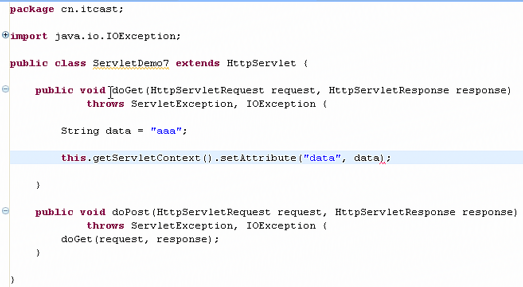 package cn.itcast;
import java.io.IOException;
public class ServletDemo7 extends HttpServlet {
public void doGet(HttpServletRequest request, HttpServletResponse response)
throws ServletException, IOException {
String data = "aaa";
this.getServletContext().setAttribute("data", data);
}
public void doPost(HttpServletRequest request, HttpServletResponse response)
throws ServletException, IOException {
doGet(request, response);
}
}